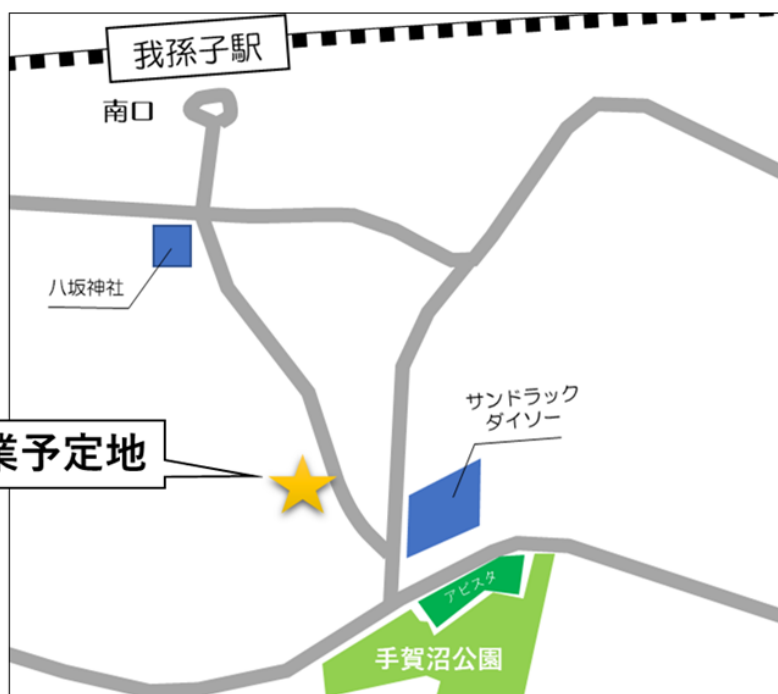 我孫子駅
南口
八坂神社
サンドラック
ダイソー
業予定地
アビスタ
手賀沼公園